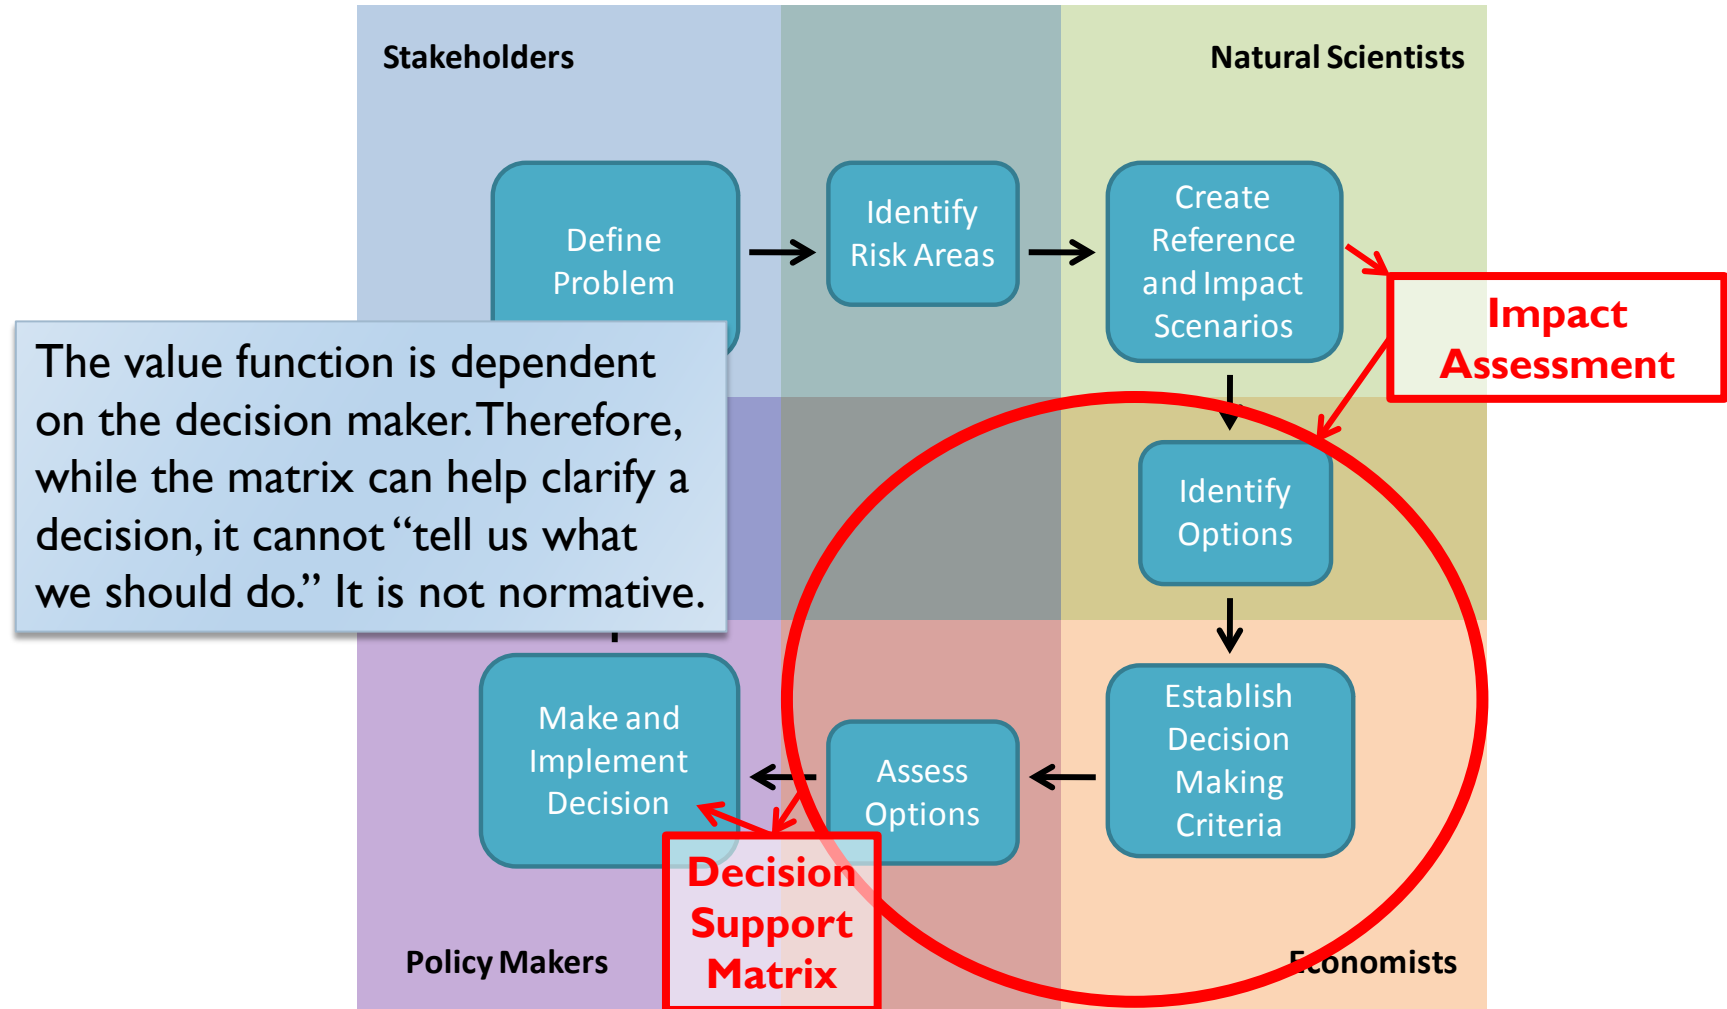 Stakeholders
Natural Scientists
Define
Problem
Identify
Risk Areas
Create
Reference
and Impact
Scenarios
Impact
Assessment
The value function is dependent
on the decision maker. Therefore,
while the matrix can help clarify a
decision, it cannot “tell us what
we should do.” It is not normative.
Identify
Options
Make and
Implement
Decision
Assess
Options
Establish
Decision
Making
Criteria
Decision
Support
Matrix
Policy Makers
Economists